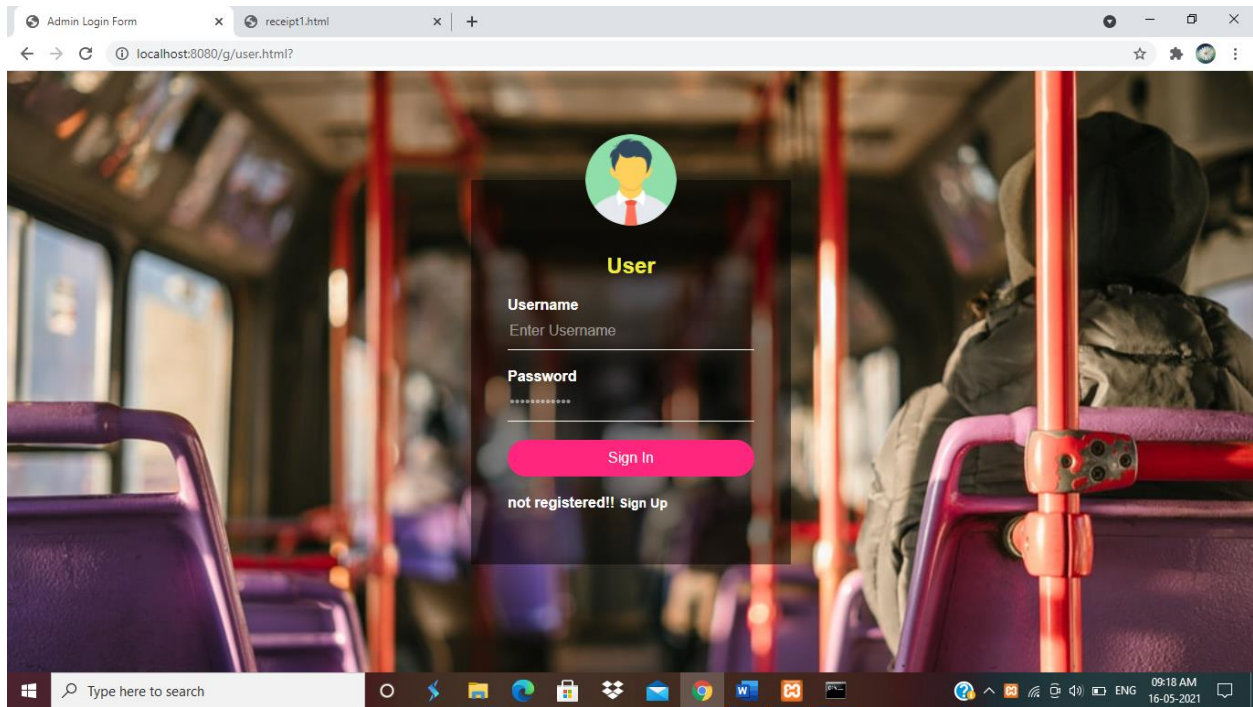 Admin Login Form
receipt1.html
localhost:8080/g/user.html?
User
Username
Enter Username
Password
••••••••••••
Sign In
not registered!! Sign Up
Type here to search
ENG
09:18 AM
16-05-2021